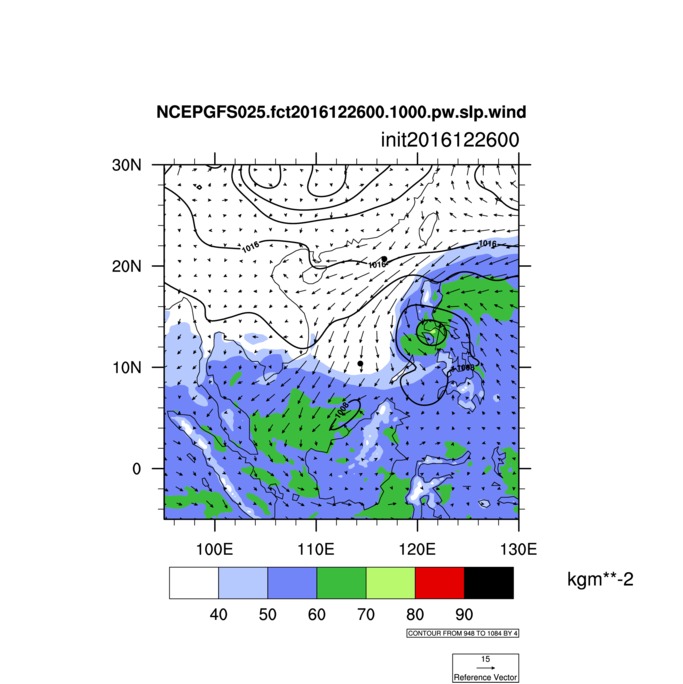 NCEPGFS025.fct2016122600.1000.pw.slp.wind
init2016122600
30N
20N
10N
0
1016
1016
1016
1008
1008
100E
110E
120E
130E
kgm**-2
40
50
60
70
80
90
CONTOUR FROM 948 TO 1084 BY 4
15
Reference Vector